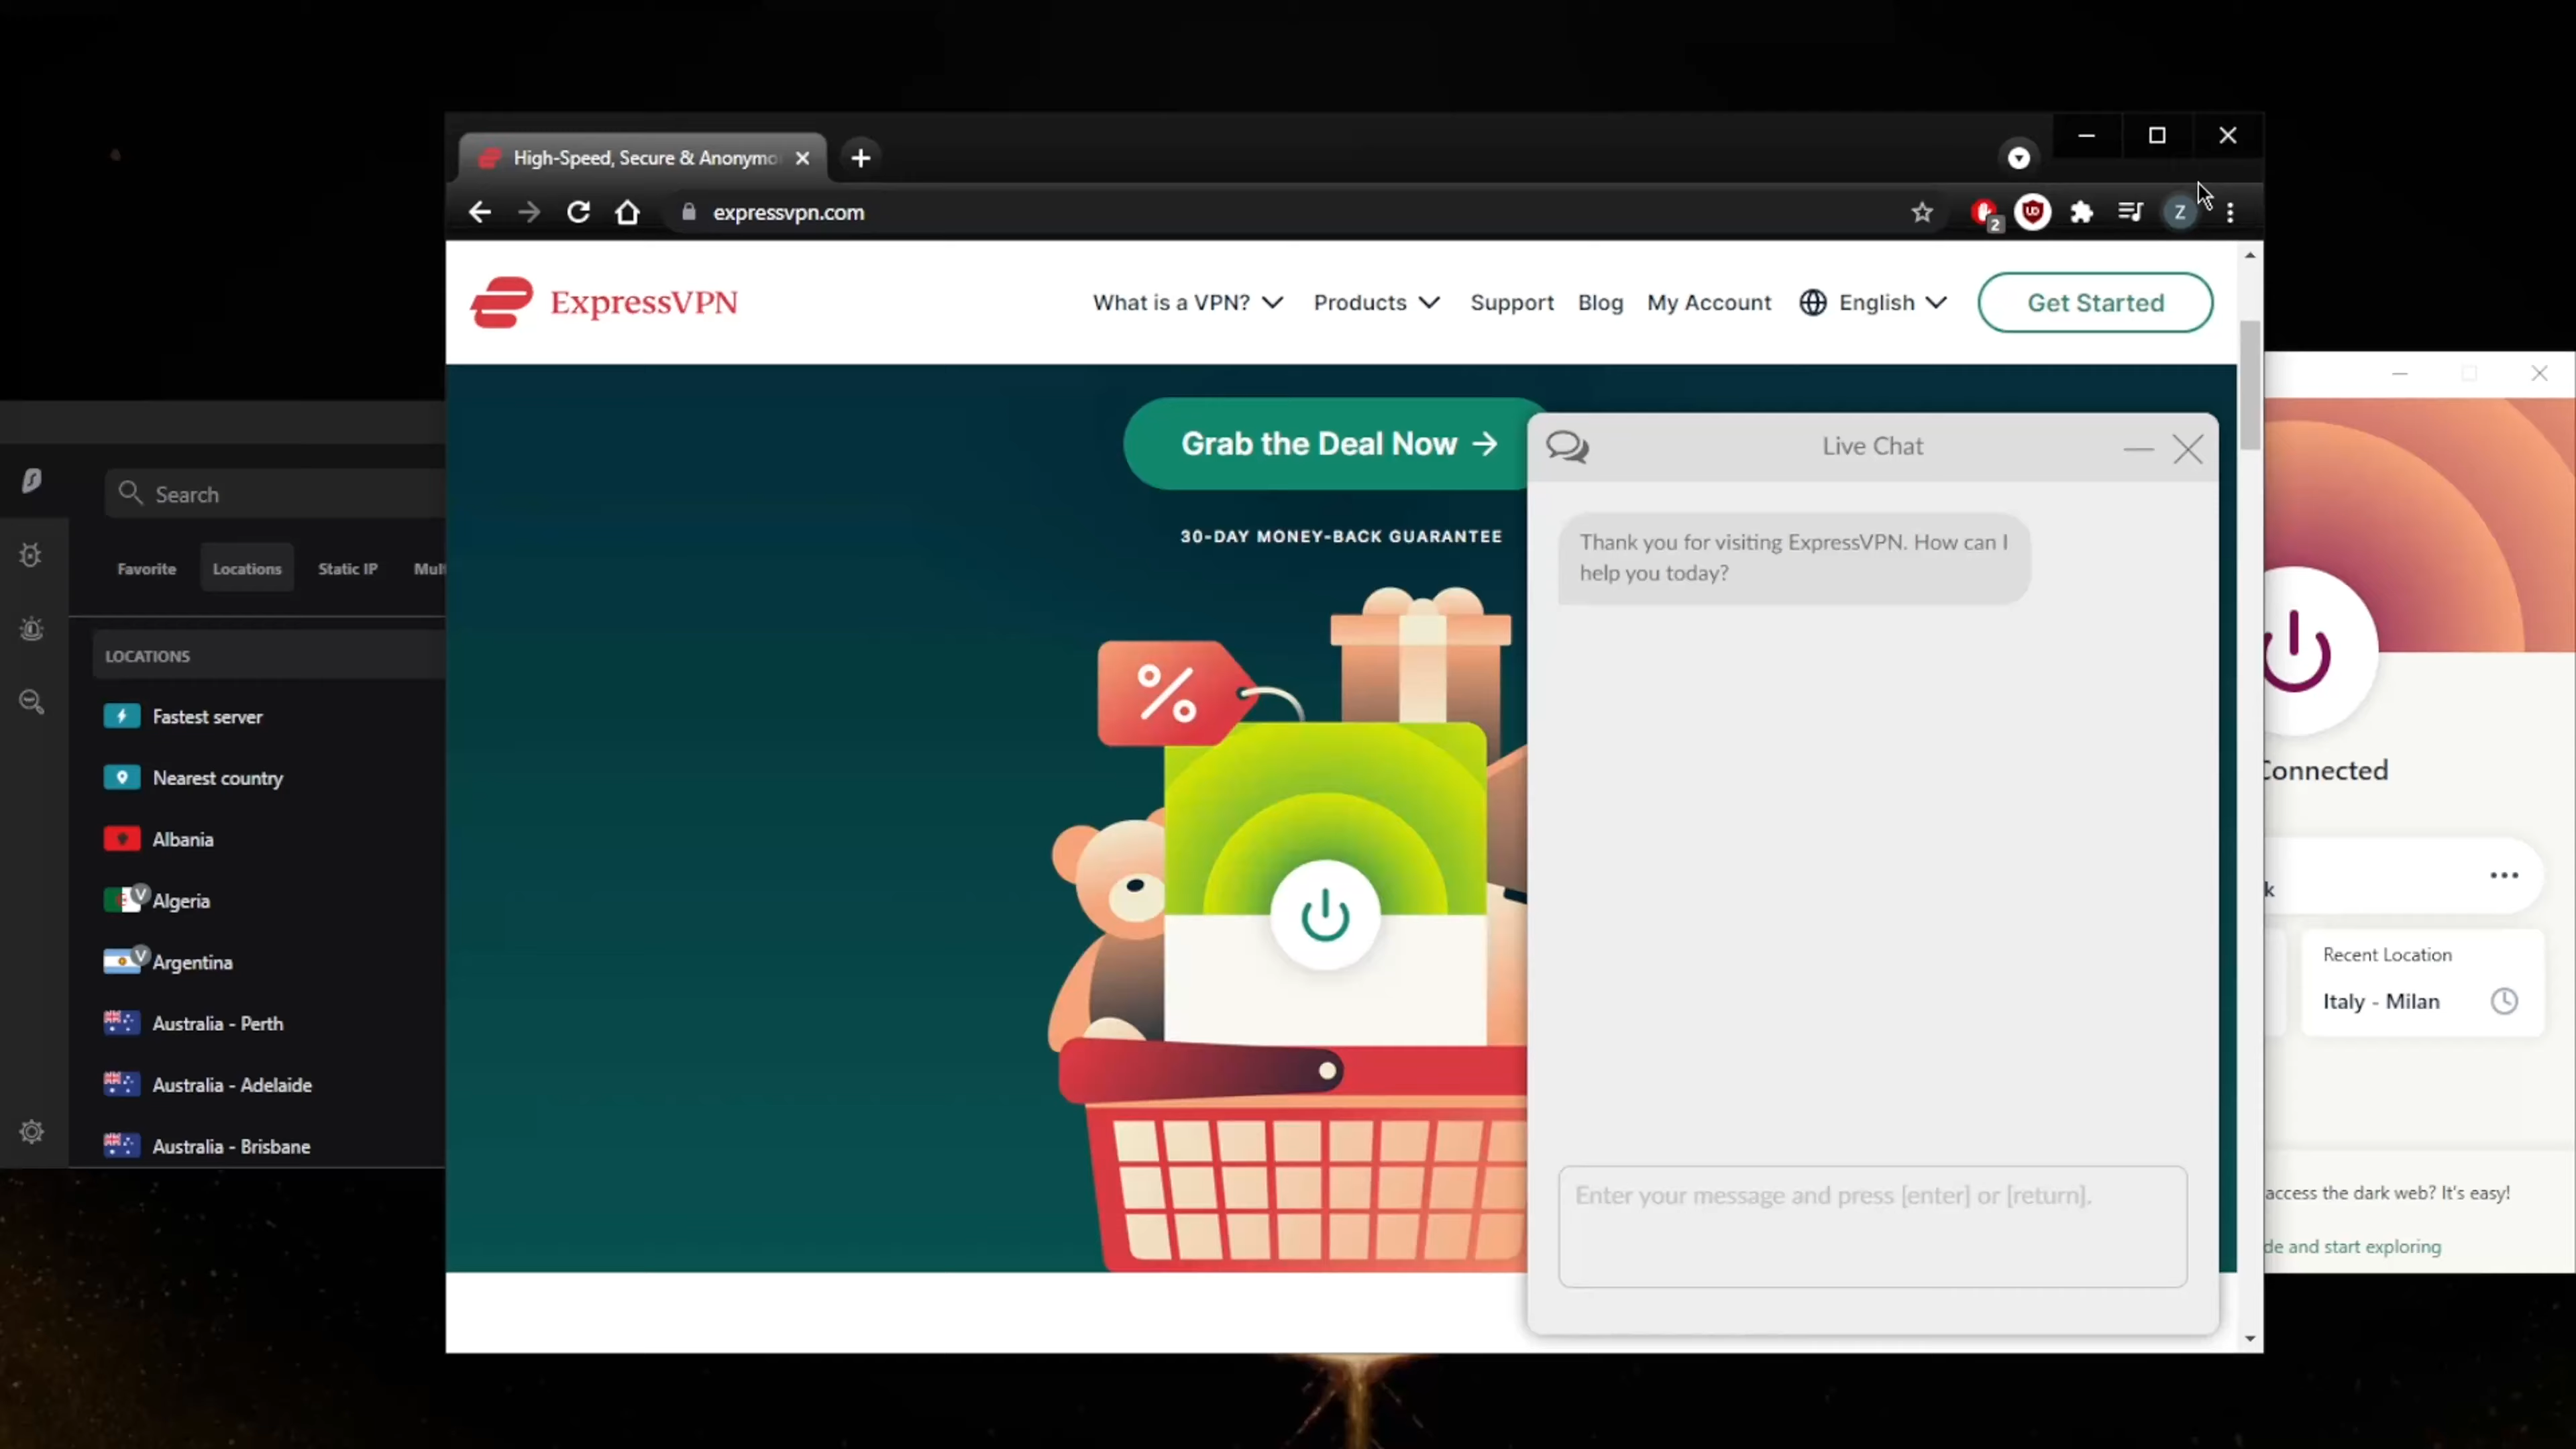 High-Speed, Secure & Anonymo
expressvpn.com
2
Z
ExpressVPN
What is a VPN?
Products
Support
Blog
My Account
English
Get Started
Grab the Deal Now →
30-DAY MONEY-BACK GUARANTEE
%
Live Chat
Thank you for visiting ExpressVPN. How can I
help you today?
Enter your message and press [enter] or [return].
Search
Favorite
Locations
Static IP
Mul
LOCATIONS
Fastest server
Nearest country
Albania
V
Algeria
V
Argentina
Australia - Perth
Australia - Adelaide
Australia - Brisbane
Connected
k
Recent Location
Italy - Milan
access the dark web? It's easy!
de and start exploring